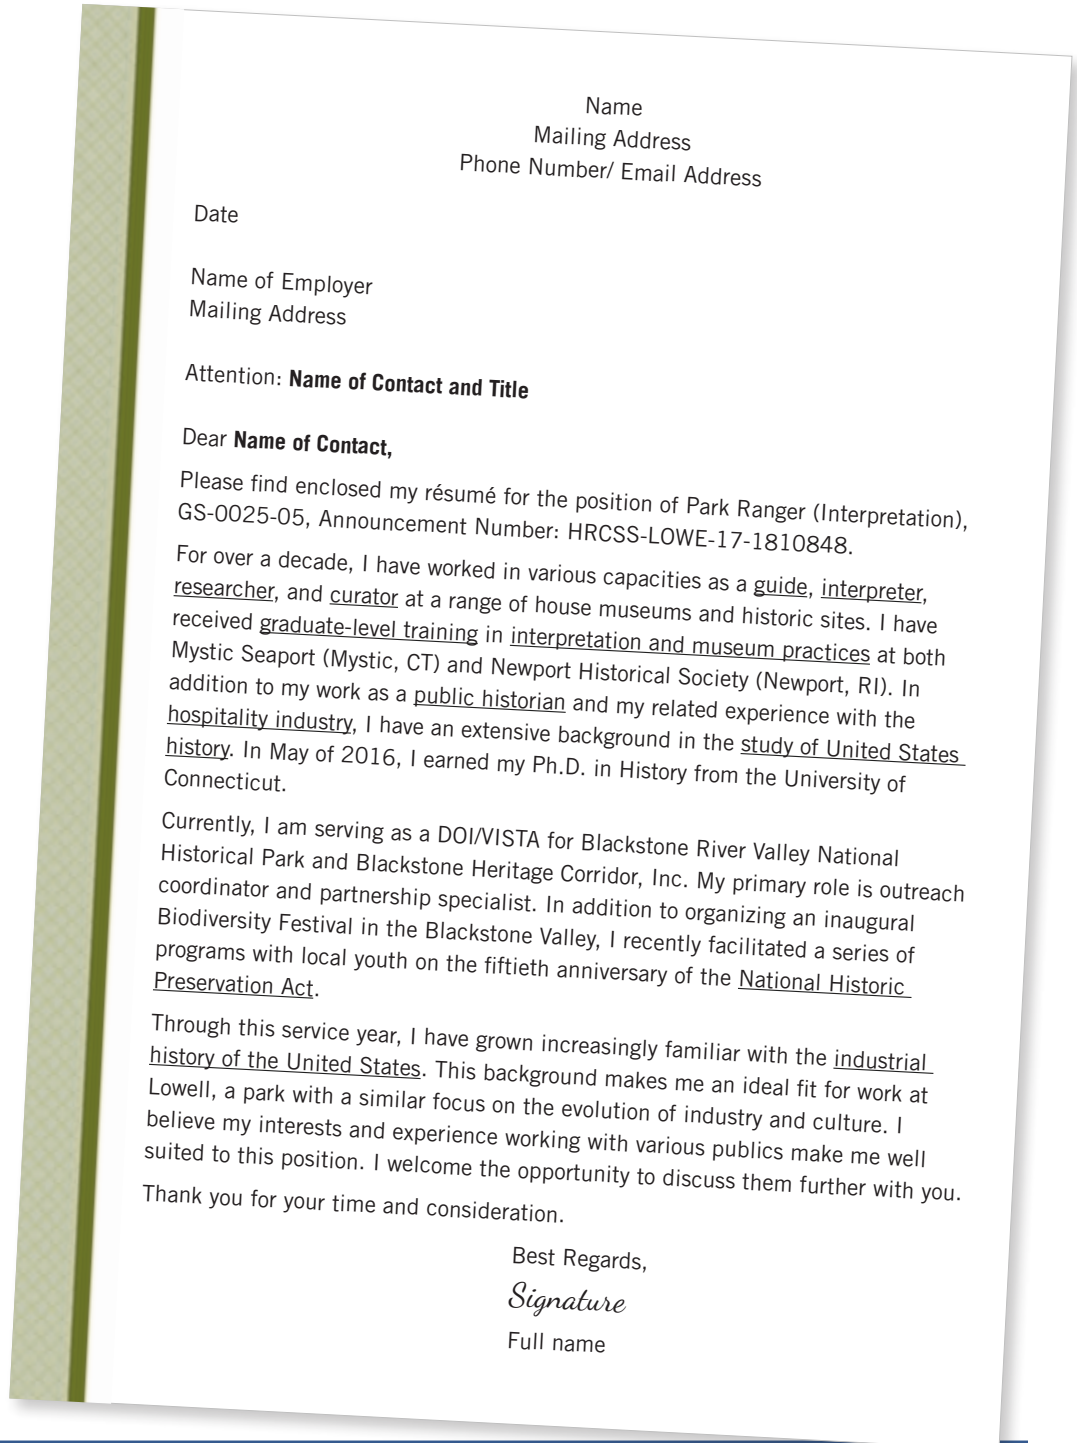 Name
Mailing Address
Phone Number/ Email Address
Date
Name of Employer
Mailing Address
Attention: Name of Contact and Title
Dear Name of Contact,
Please find enclosed my résumé for the position of Park Ranger (Interpretation),
GS-0025-05, Announcement Number: HRCSS-LOWE-17-1810848.
For over a decade, I have worked in various capacities as a guide, interpreter,
researcher, and curator at a range of house museums and historic sites. I have
received graduate-level training in interpretation and museum practices at both
Mystic Seaport (Mystic, CT) and Newport Historical Society (Newport, RI). In
addition to my work as a public historian and my related experience with the
hospitality industry, I have an extensive background in the study of United States
history. In May of 2016, I earned my Ph.D. in History from the University of
Connecticut.
Currently, I am serving as a DOI/VISTA for Blackstone River Valley National
Historical Park and Blackstone Heritage Corridor, Inc. My primary role is outreach
coordinator and partnership specialist. In addition to organizing an inaugural
Biodiversity Festival in the Blackstone Valley, I recently facilitated a series of
programs with local youth on the fiftieth anniversary of the National Historic
Preservation Act.
Through this service year, I have grown increasingly familiar with the industrial
history of the United States. This background makes me an ideal fit for work at
Lowell, a park with a similar focus on the evolution of industry and culture. I
believe my interests and experience working with various publics make me well
suited to this position. I welcome the opportunity to discuss them further with you.
Thank you for your time and consideration.
Best Regards,
Signature
Full name